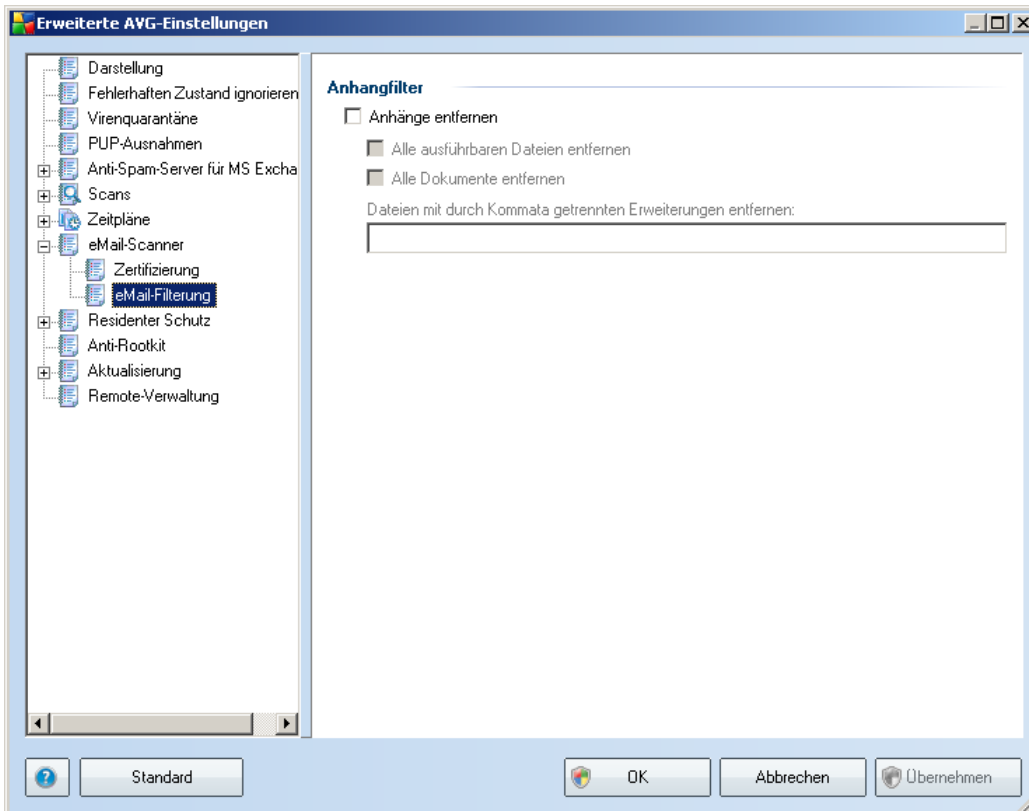 Erweiterte AVG-Einstellungen
Darstellung
Fehlerhaften Zustand ignorieren
Virenquarantäne
PUP-Ausnahmen
Anti-Spam-Server für MS Excha
Scans
Zeitpläne
eMail-Scanner
Zertifizierung
eMail-Filterung
Residenter Schutz
Anti-Rootkit
Aktualisierung
Remote-Verwaltung
Anhangfilter
Anhänge entfernen
Alle ausführbaren Dateien entfernen
Alle Dokumente entfernen
Dateien mit durch Kommata getrennten Erweiterungen entfernen:
?
Standard
OK
Abbrechen
Übernehmen